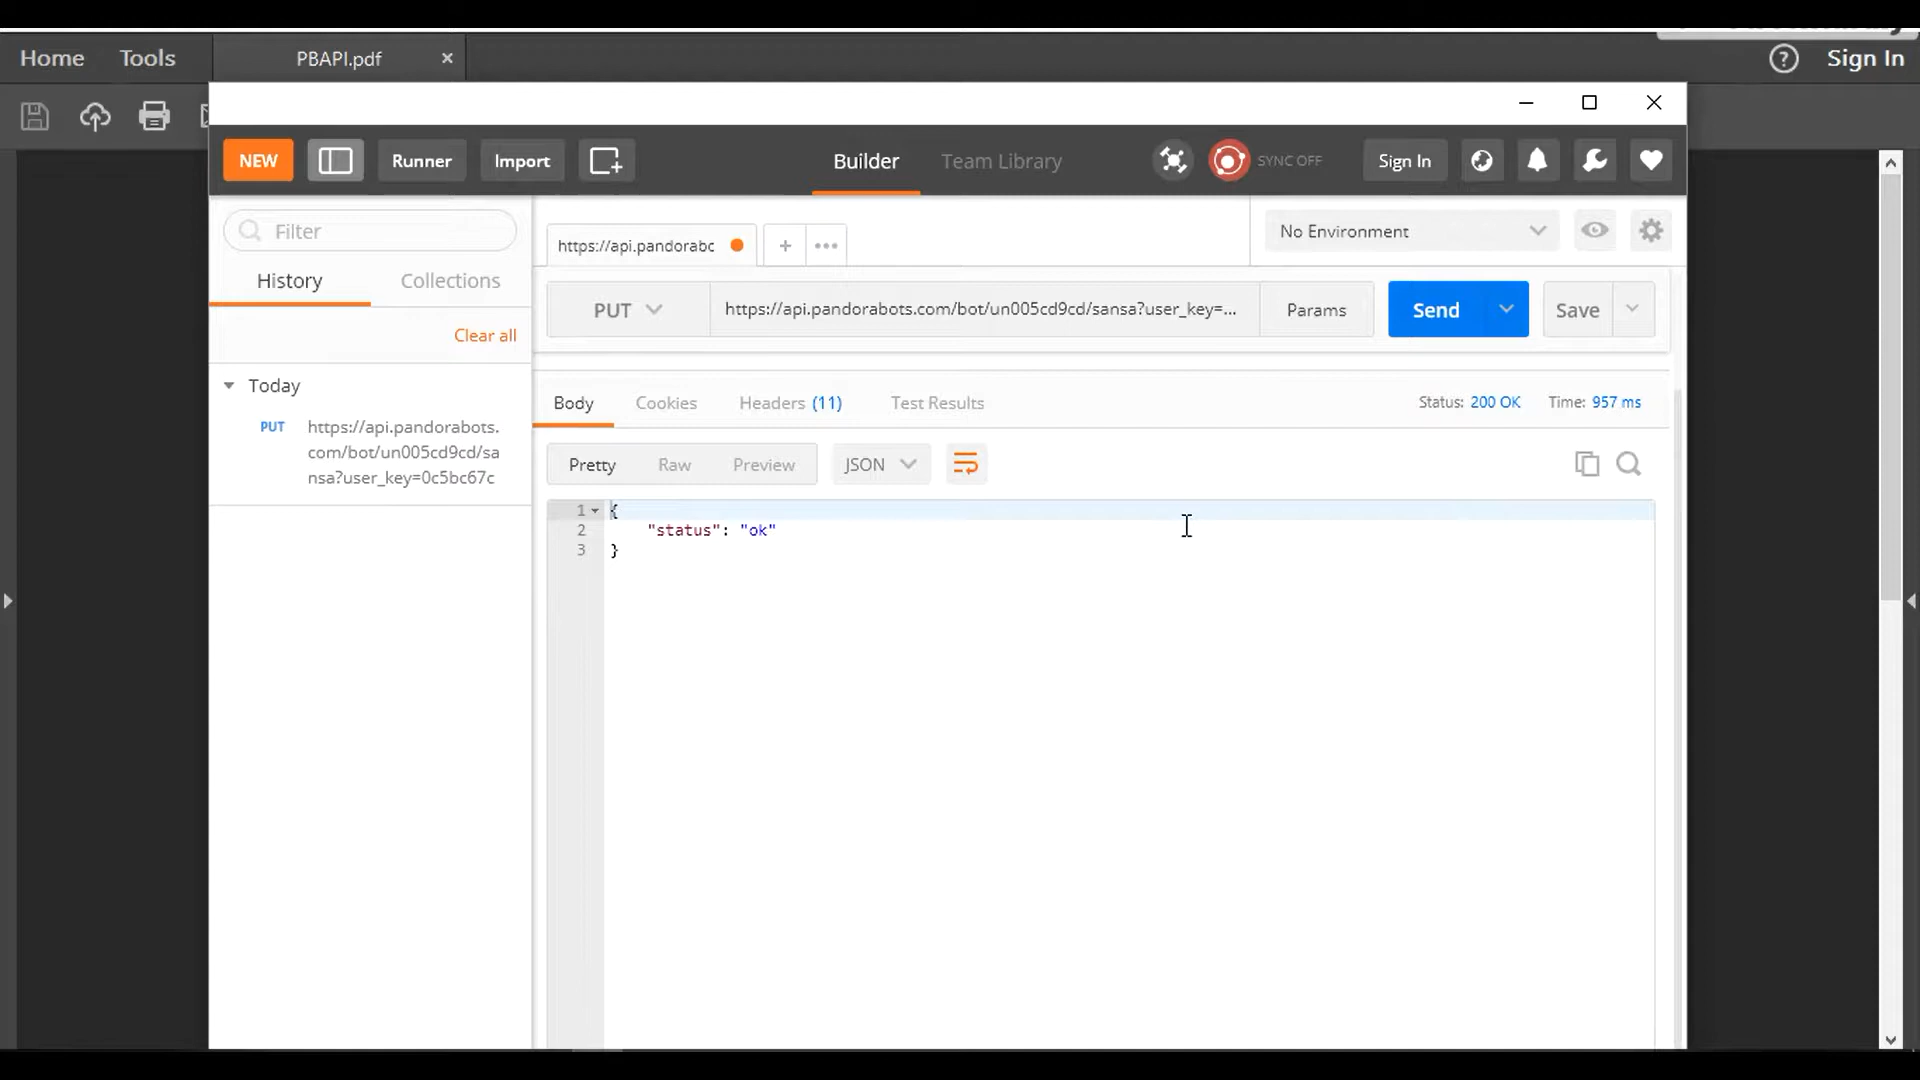 Home Tools PBAPI.pdf Sign In
NEW Runner Import Builder Team Library SYNC OFF Sign In
Filter
https://api.pandorabc
No Environment
History Collections
PUT https://api.pandorabots.com/bot/un005cd9cd/sansa?user_key=... Params Send Save
Clear all
Today
PUT https://api.pandorabots.
com/bot/un005cd9cd/sa
nsa?user_key=0c5bc67c
Body Cookies Headers (11) Test Results Status: 200 OK Time: 957 ms
Pretty Raw Preview JSON
1 {
2 "status": "ok"
3 }